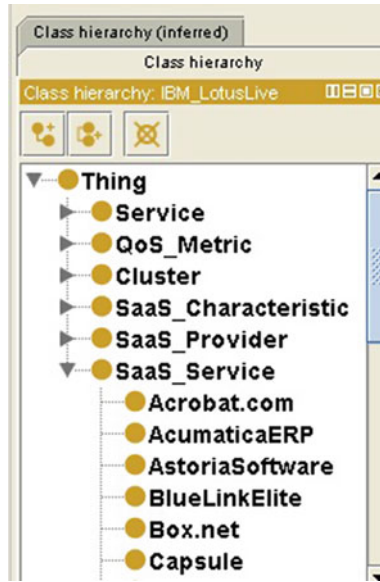 Class hierarchy (inferred)
Class hierarchy
Class hierarchy: IBM_LotusLive
Thing
Service
QoS_Metric
Cluster
SaaS_Characteristic
SaaS_Provider
SaaS_Service
Acrobat.com
AcumaticaERP
AstoriaSoftware
BlueLinkElite
Box.net
Capsule